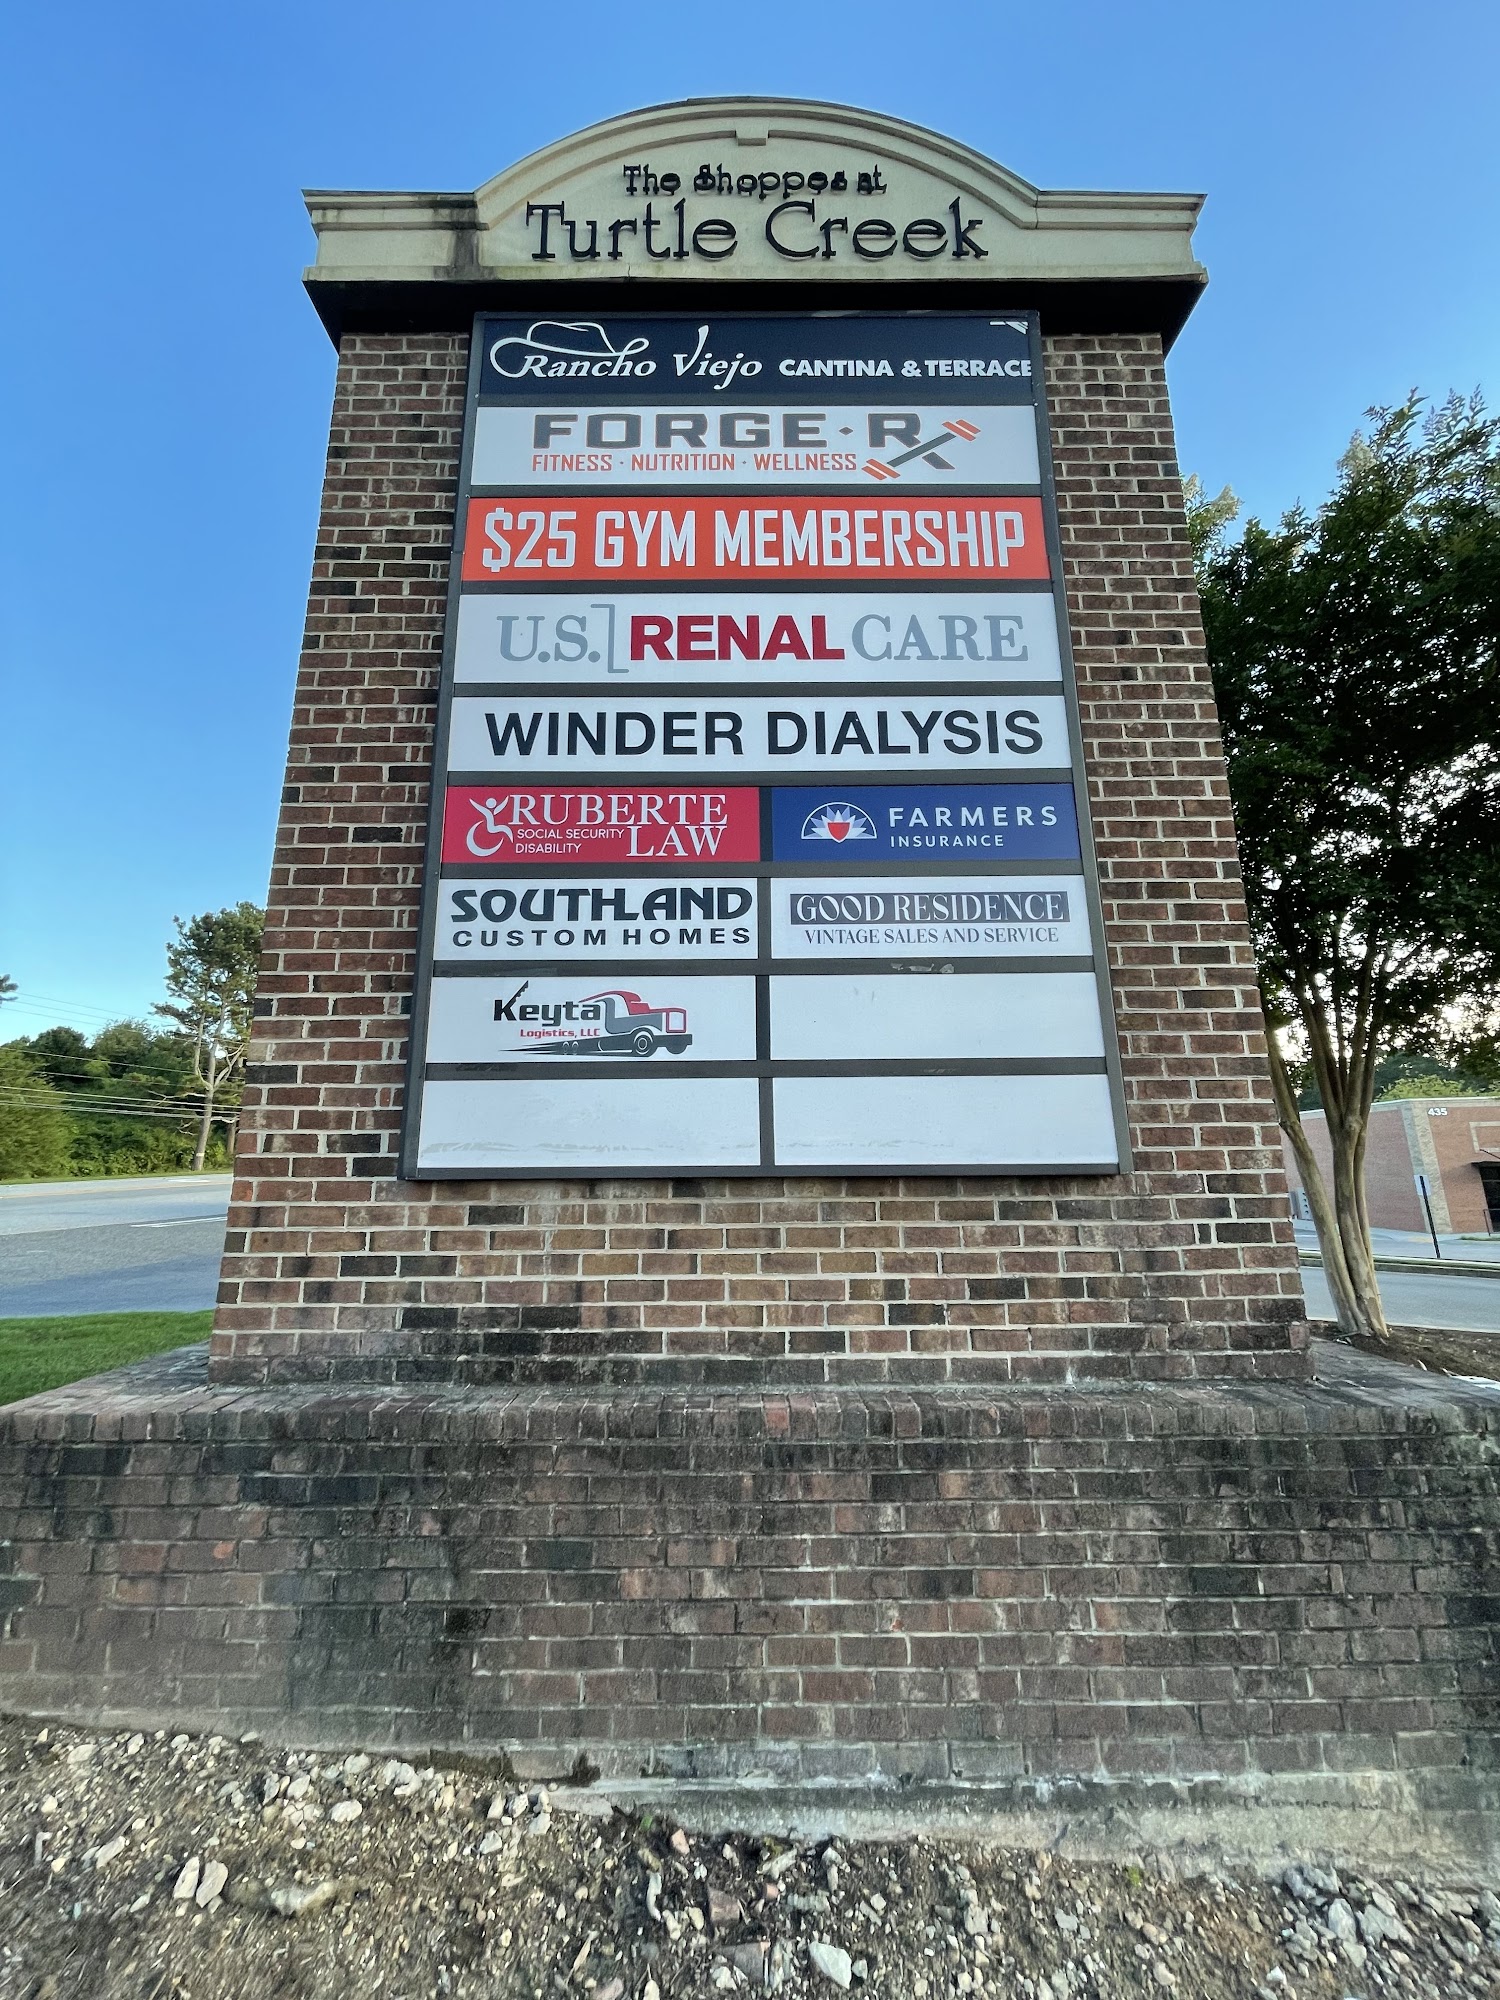 The Shoppes at
Turtle Creek
Rancho Viejo CANTINA & TERRACE
FORGE·RX
FITNESS · NUTRITION · WELLNESS
$25 GYM MEMBERSHIP
U.S. RENAL CARE
WINDER DIALYSIS
RUBERTE
SOCIAL SECURITY
DISABILITY
LAW
FARMERS
INSURANCE
SOUTHLAND
CUSTOM HOMES
GOOD RESIDENCE
VINTAGE SALES AND SERVICE
Keyta
Logistics, LLC
435